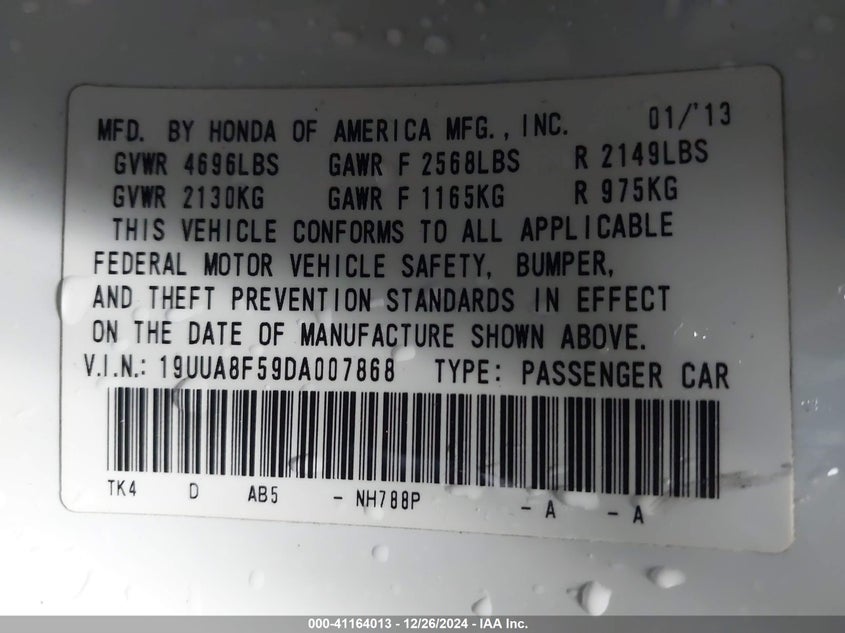 MFD. BY HONDA OF AMERICA MFG., INC. 01/'13
GVWR 4696LBS GAWR F 2568LBS R 2149LBS
GVWR 2130KG GAWR F 1165KG R 975KG
THIS VEHICLE CONFORMS TO ALL APPLICABLE
FEDERAL MOTOR VEHICLE SAFETY, BUMPER,
AND THEFT PREVENTION STANDARDS IN EFFECT
ON THE DATE OF MANUFACTURE SHOWN ABOVE.
V.I.N.: 19UUA8F59DA007868 TYPE: PASSENGER CAR
TK4 D AB5 - NH788P - A - A
000-41164013 - 12/26/2024 - IAA Inc.